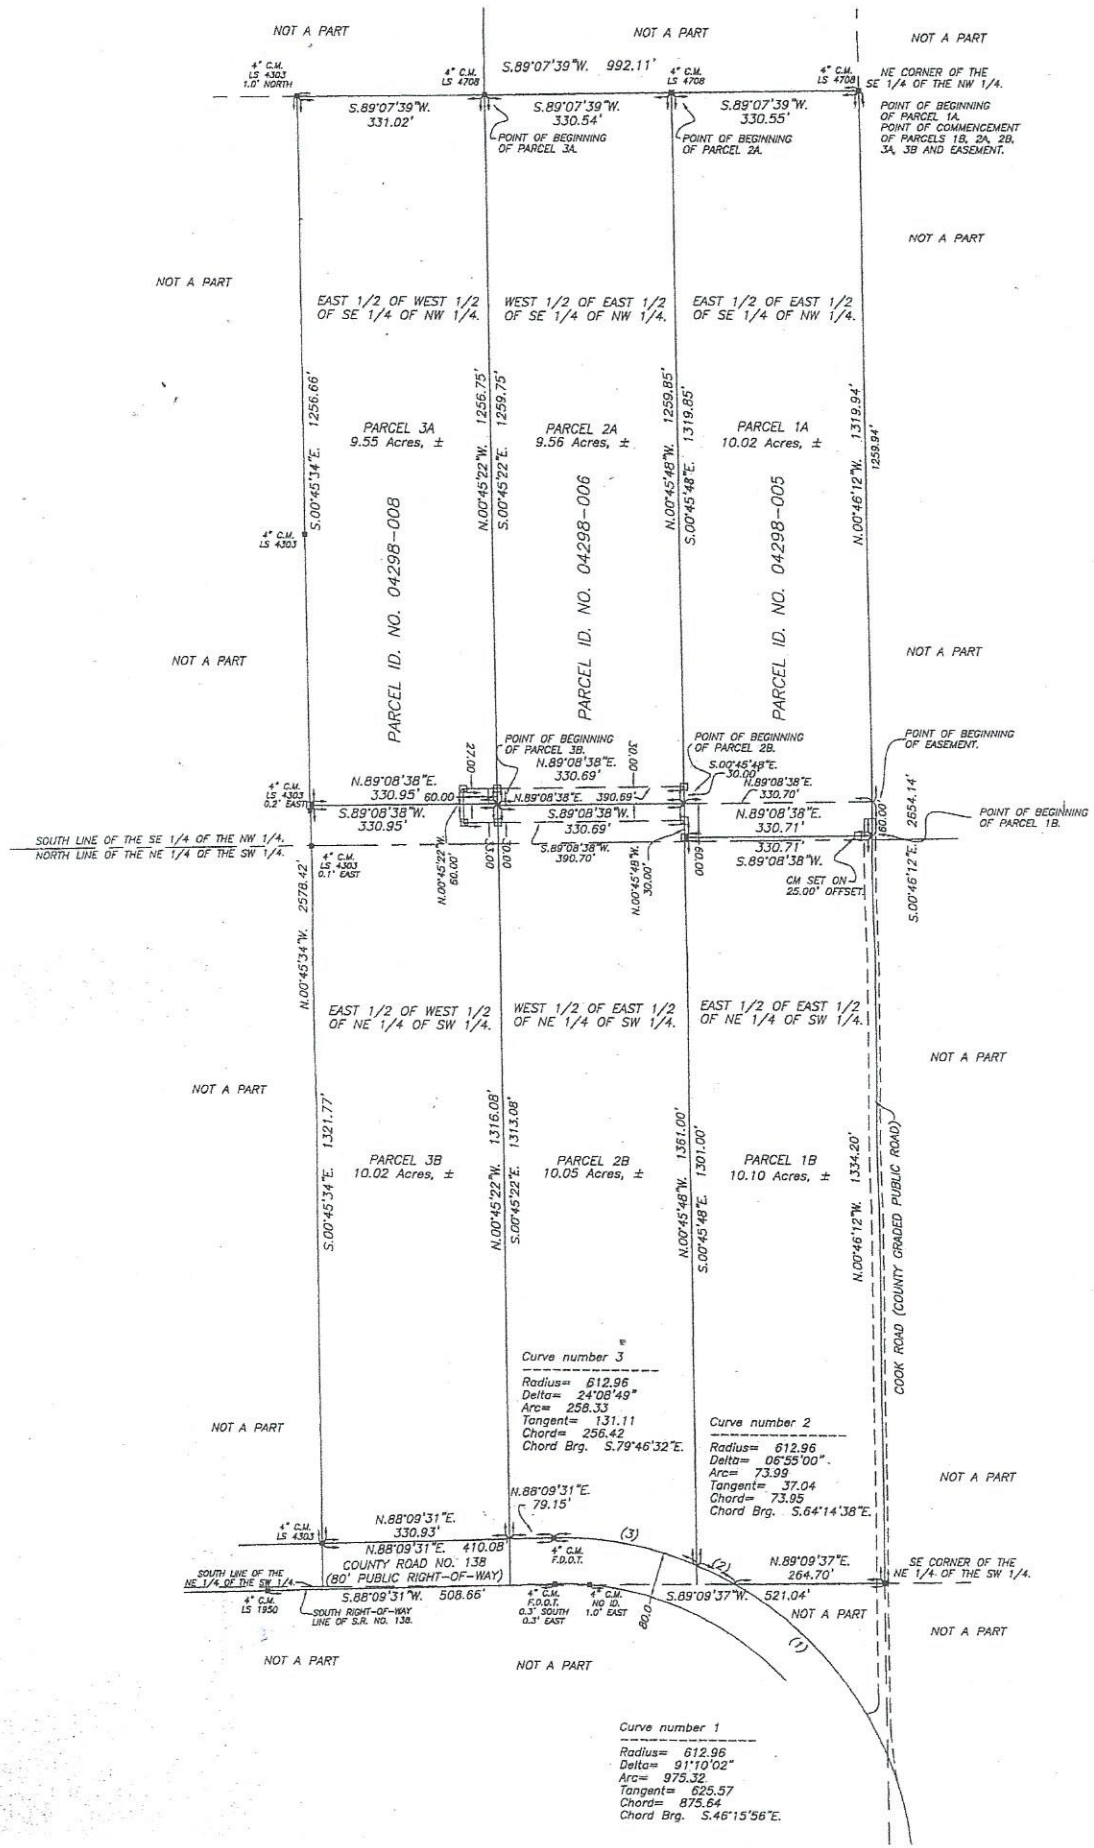 NOT A PART
NOT A PART
NOT A PART
4" C.M.
LS 4303
1.0' NORTH
4" C.M.
LS 4708
S.89°07'39"W. 992.11'
4" C.M.
LS 4708
4" C.M.
LS 4708
NE CORNER OF THE
SE 1/4 OF THE NW 1/4.
S.89°07'39"W.
331.02'
S.89°07'39"W.
330.54'
S.89°07'39"W.
330.55'
POINT OF BEGINNING
OF PARCEL 3A.
POINT OF BEGINNING
OF PARCEL 2A.
POINT OF BEGINNING
OF PARCEL 1A.
POINT OF COMMENCEMENT
OF PARCELS 1B, 2A, 2B,
3A, 3B AND EASEMENT.
NOT A PART
NOT A PART
EAST 1/2 OF WEST 1/2
OF SE 1/4 OF NW 1/4.
WEST 1/2 OF EAST 1/2
OF SE 1/4 OF NW 1/4.
EAST 1/2 OF EAST 1/2
OF SE 1/4 OF NW 1/4.
S.00°45'34"E. 1256.66'
N.00°45'22"W. 1256.75'
S.00°45'22"E. 1259.75'
N.00°45'48"W. 1259.85'
S.00°45'48"E. 1319.85'
N.00°46'12"W. 1319.94'
1259.94'
PARCEL 3A
9.55 Acres, ±
PARCEL 2A
9.56 Acres, ±
PARCEL 1A
10.02 Acres, ±
PARCEL ID. NO. 04298-008
PARCEL ID. NO. 04298-006
PARCEL ID. NO. 04298-005
4" C.M.
LS 4303
NOT A PART
NOT A PART
POINT OF BEGINNING
OF PARCEL 3B.
POINT OF BEGINNING
OF PARCEL 2B.
POINT OF BEGINNING
OF EASEMENT.
27.00
N.89°08'38"E.
330.69'
30.00
S.00°45'48"E.
30.00'
4" C.M.
LS 4303
0.2' EAST
N.89°08'38"E.
330.95'
60.00
N.89°08'38"E. 390.69'
N.89°08'38"E.
330.70'
S.89°08'38"W.
330.95'
S.89°08'38"W.
330.69'
N.89°08'38"E.
330.71'
60.00'
S.00°46'12"E. 2654.14'
POINT OF BEGINNING
OF PARCEL 1B.
SOUTH LINE OF THE SE 1/4 OF THE NW 1/4.
NORTH LINE OF THE NE 1/4 OF THE SW 1/4.
4" C.M.
LS 4303
0.1' EAST
N.00°45'22"W.
60.00'
33.00
30.00
S.89°08'38"W.
390.70'
N.00°45'48"W.
30.00'
60.00
330.71'
S.89°08'38"W.
CM SET ON
25.00' OFFSET.
N.00°45'34"W. 2578.42'
EAST 1/2 OF WEST 1/2
OF NE 1/4 OF SW 1/4.
WEST 1/2 OF EAST 1/2
OF NE 1/4 OF SW 1/4.
EAST 1/2 OF EAST 1/2
OF NE 1/4 OF SW 1/4.
NOT A PART
NOT A PART
S.00°45'34"E. 1321.77'
N.00°45'22"W. 1316.08'
S.00°45'22"E. 1313.08'
N.00°45'48"W. 1361.00'
S.00°45'48"E. 1301.00'
N.00°46'12"W. 1334.20'
COOK ROAD (COUNTY GRADED PUBLIC ROAD)
PARCEL 3B
10.02 Acres, ±
PARCEL 2B
10.05 Acres, ±
PARCEL 1B
10.10 Acres, ±
Curve number 3
Radius= 612.96
Delta= 24°08'49"
Arc= 258.33
Tangent= 131.11
Chord= 256.42
Chord Brg. S.79°46'32"E.
Curve number 2
Radius= 612.96
Delta= 06°55'00"
Arc= 73.99
Tangent= 37.04
Chord= 73.95
Chord Brg. S.64°14'38"E.
NOT A PART
NOT A PART
4" C.M.
LS 4303
N.88°09'31"E.
330.93'
N.88°09'31"E.
79.15'
N.88°09'31"E. 410.08'
COUNTY ROAD NO. 138
(80' PUBLIC RIGHT-OF-WAY)
4" C.M.
F.D.O.T.
(3)
(2)
N.89°09'37"E.
264.70'
SE CORNER OF THE
NE 1/4 OF THE SW 1/4.
SOUTH LINE OF THE
NE 1/4 OF THE SW 1/4.
4" C.M.
LS 1950
S.88°09'31"W. 508.66'
SOUTH RIGHT-OF-WAY
LINE OF S.R. NO. 138.
4" C.M.
F.D.O.T.
0.3' SOUTH
0.3' EAST
4" C.M.
NO ID.
1.0' EAST
80.0
S.89°09'37"W. 521.04'
NOT A PART
(1)
NOT A PART
NOT A PART
NOT A PART
Curve number 1
Radius= 612.96
Delta= 91°10'02"
Arc= 975.32
Tangent= 625.57
Chord= 875.64
Chord Brg. S.46°15'56"E.